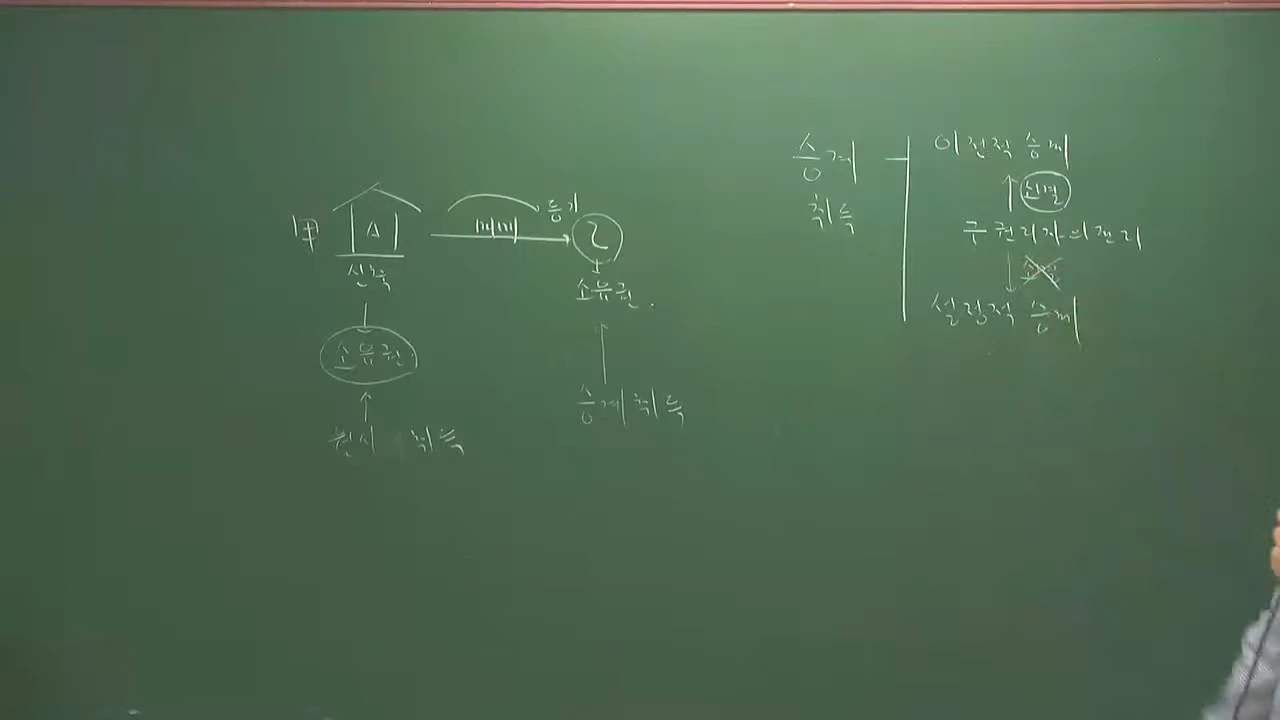 甲
A
매매
등기
乙
신축
소유권.
소유권
승계취득
원시 취득
승계
취득
이전적 승계
소멸
구권리자의 권리
설정적 승계